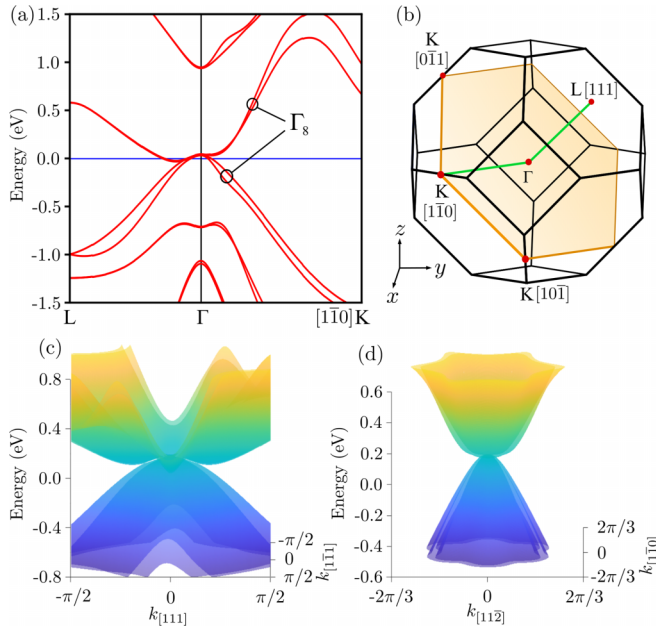 (a)
1.5
1.0
0.5
0.0
-0.5
-1.0
-1.5
Energy (eV)
Γ₈
L
Γ
[11̅0]K
(b)
K
[01̅1]
L[111]
Γ
K
[11̅0]
K[101̅]
z
y
x
(c)
0.8
0.4
0.0
-0.4
-0.8
Energy (eV)
-π/2
0
π/2
k[11̅1]
-π/2
0
π/2
k[111]
(d)
0.6
0.4
0.2
0.0
-0.2
-0.4
-0.6
Energy (eV)
2π/3
0
-2π/3
k[11̅0]
-2π/3
0
2π/3
k[112̅]